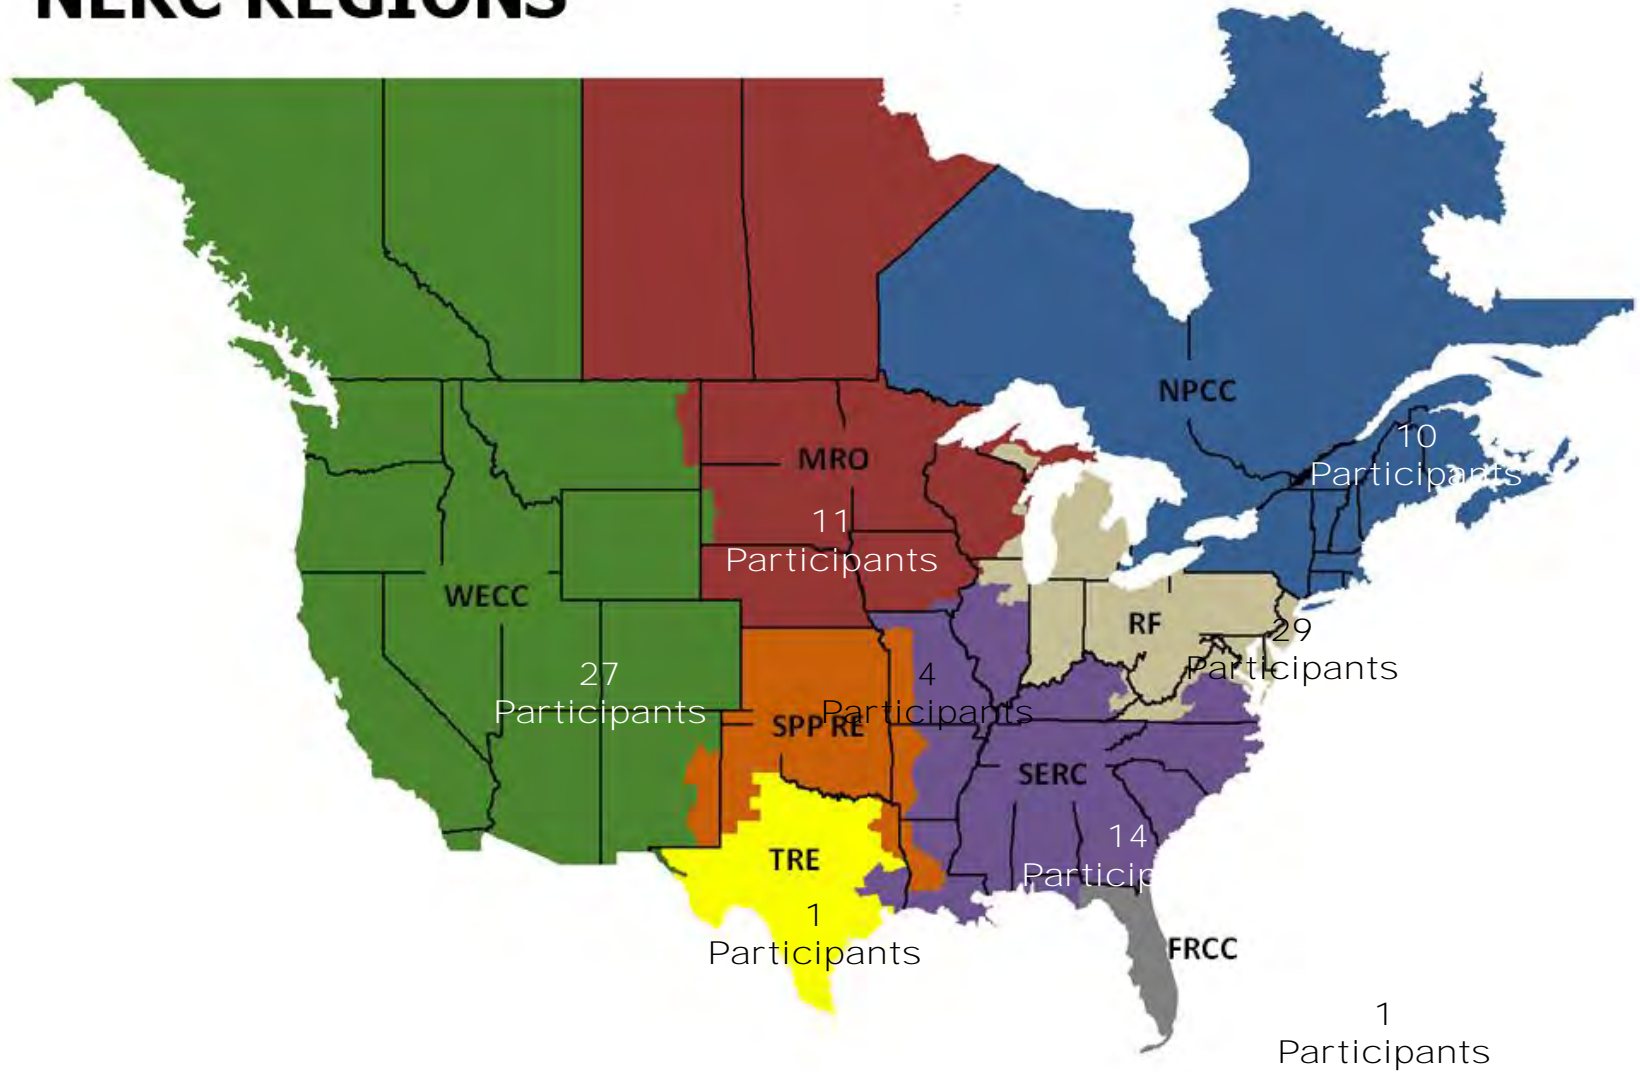 NERC REGIONS
NPCC
10
Participants
MRO
11
Participants
WECC
RF
29
Participants
27
Participants
4
Participants
SPP RE
SERC
14
Particip
TRE
1
Participants
FRCC
1
Participants